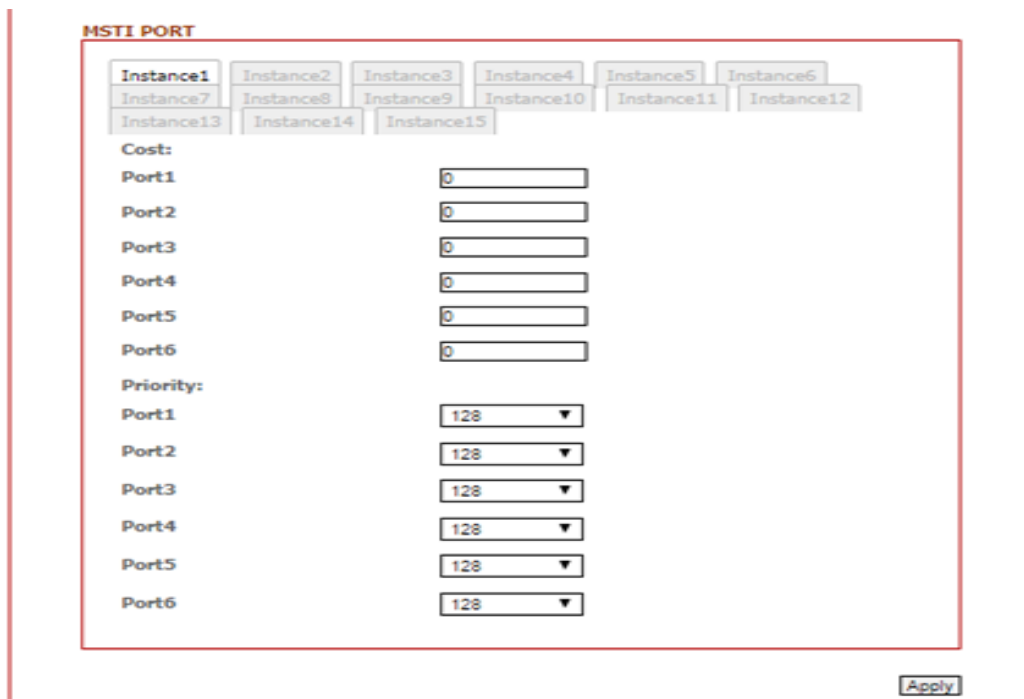 MSTI PORT
Instance1 Instance2 Instance3 Instance4 Instance5 Instance6
Instance7 Instance8 Instance9 Instance10 Instance11 Instance12
Instance13 Instance14 Instance15
Cost:
Port1 0
Port2 0
Port3 0
Port4 0
Port5 0
Port6 0
Priority:
Port1 128
Port2 128
Port3 128
Port4 128
Port5 128
Port6 128
Apply